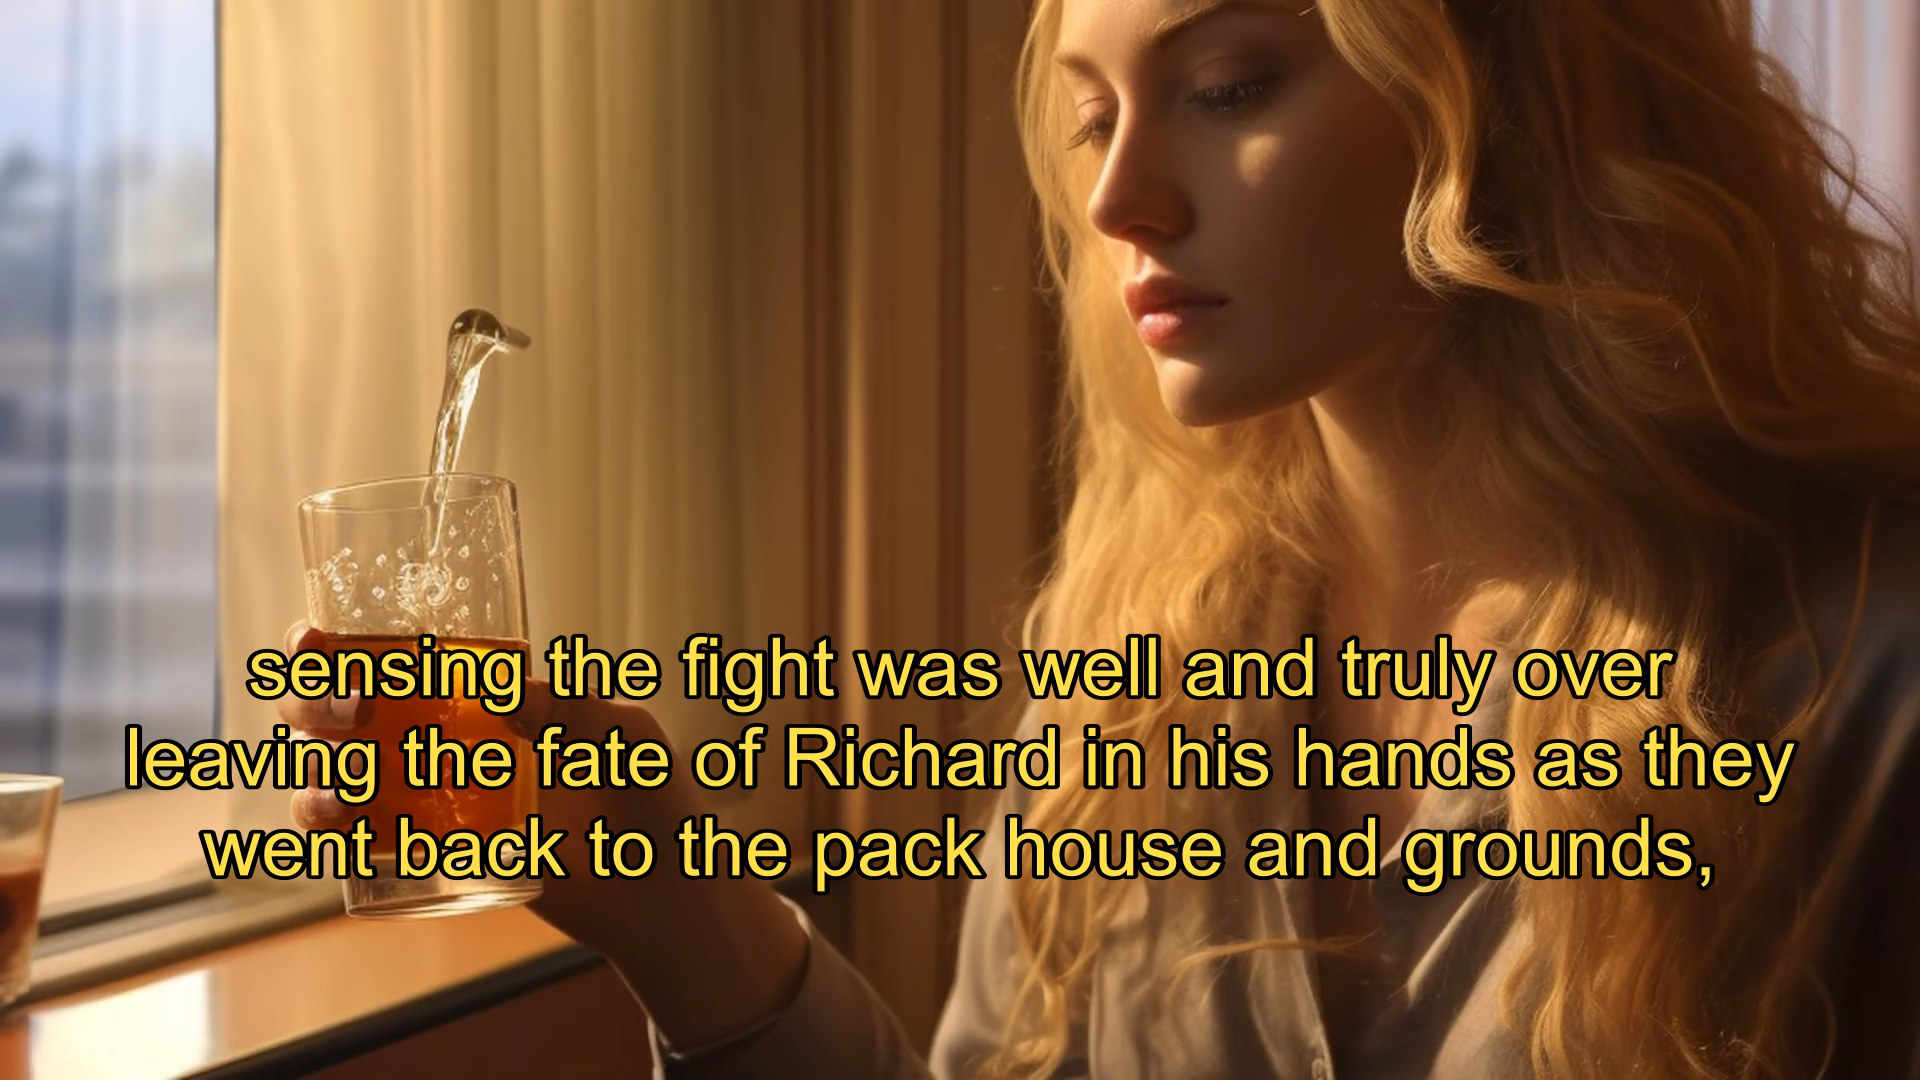 sensing the fight was well and truly over
leaving the fate of Richard in his hands as they
went back to the pack house and grounds,